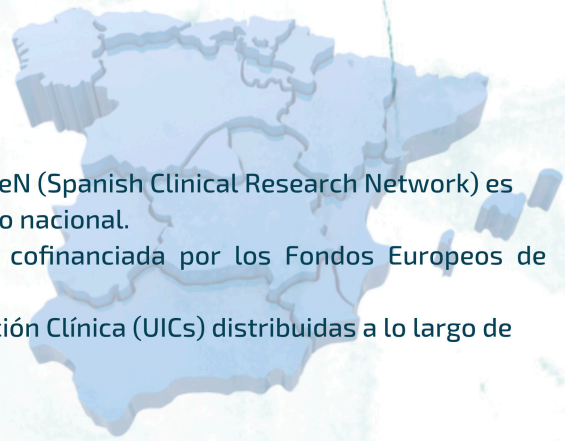 eN (Spanish Clinical Research Network) es
o nacional.
cofinanciada por los Fondos Europeos de
ción Clínica (UICs) distribuidas a lo largo de